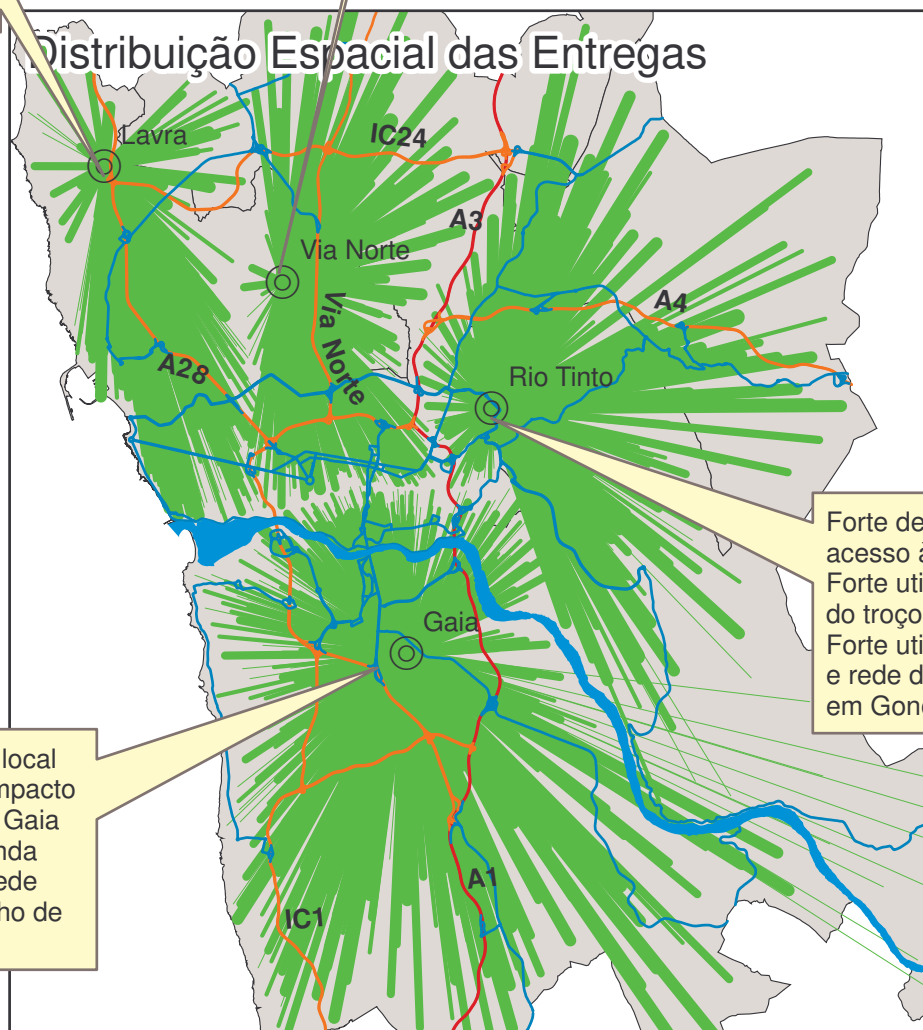 Distribuição Espacial das Entregas
Lavra
IC24
A3
Via Norte
Via Norte
A4
A28
Rio Tinto
Forte de
acesso à
Forte uti
do troço
Forte uti
e rede d
em Gon
Gaia
local
mpacto
Gaia
nda
ede
ho de
A1
IC1